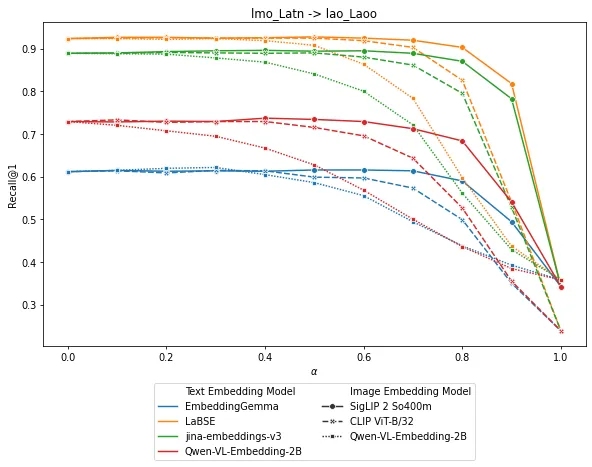 lmo_Latn -> lao_Laoo
Recall@1
0.9
0.8
0.7
0.6
0.5
0.4
0.3
0.0 0.2 0.4 0.6 0.8 1.0
α
Text Embedding Model
EmbeddingGemma
LaBSE
jina-embeddings-v3
Qwen-VL-Embedding-2B
Image Embedding Model
SigLIP 2 So400m
CLIP ViT-B/32
Qwen-VL-Embedding-2B